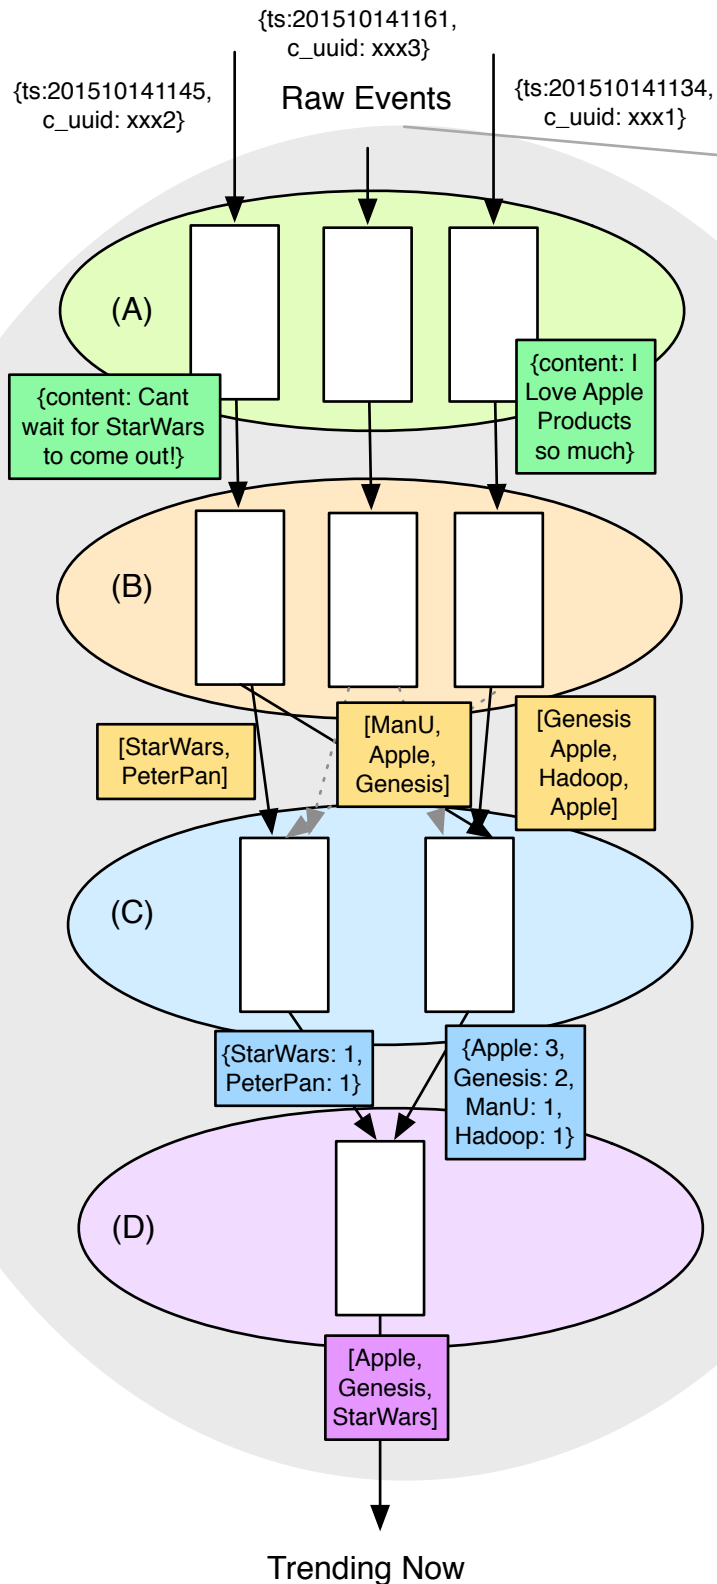 {ts:201510141161,
c_uuid: xxx3}
{ts:201510141145,
c_uuid: xxx2}
Raw Events
{ts:201510141134,
c_uuid: xxx1}
(A)
{content: Cant
wait for StarWars
to come out!}
{content: I
Love Apple
Products
so much}
(B)
[StarWars,
PeterPan]
[ManU,
Apple,
Genesis]
[Genesis
Apple,
Hadoop,
Apple]
(C)
{StarWars: 1,
PeterPan: 1}
{Apple: 3,
Genesis: 2,
ManU: 1,
Hadoop: 1}
(D)
[Apple,
Genesis,
StarWars]
Trending Now